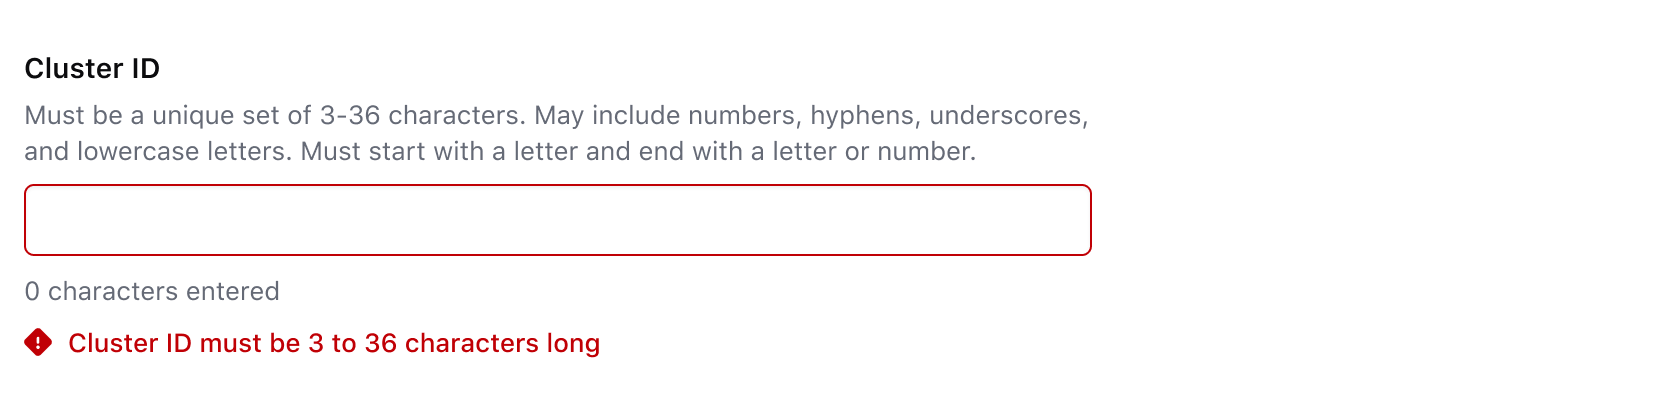 Cluster ID
Must be a unique set of 3-36 characters. May include numbers, hyphens, underscores,
and lowercase letters. Must start with a letter and end with a letter or number.
0 characters entered
Cluster ID must be 3 to 36 characters long